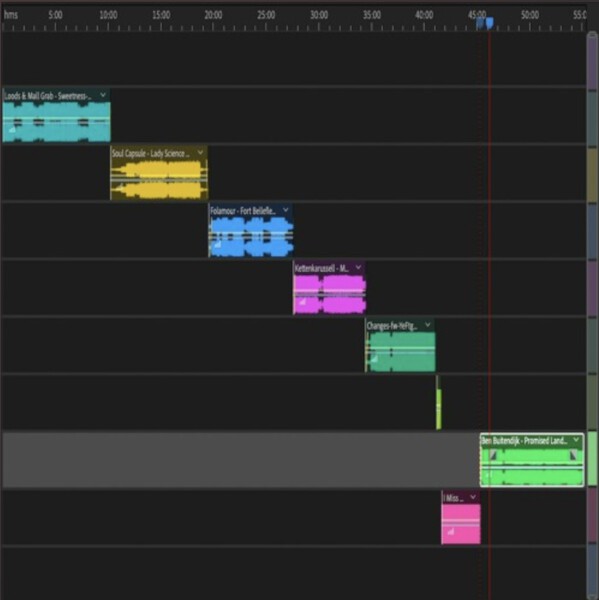 hms 5:00 10:00 15:00 20:00 25:00 30:00 35:00 40:00 45:00 50:00 55:0
Loods & Mall Grab - Sweetness-...
Soul Capsule - Lady Science ...
Folamour - Fort Belefle...
Kettenkarussell - M...
Changes-fw-YeFtg...
Ben Buitendijk - Promised Land...
I Miss ...